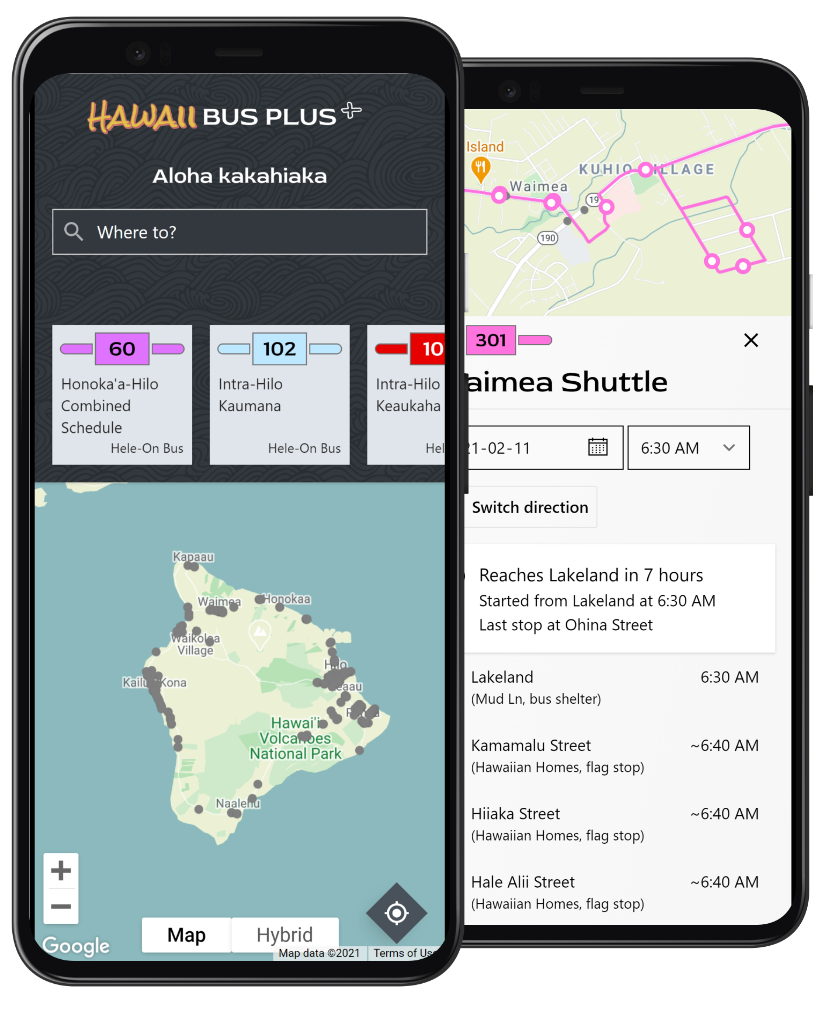 HAWAII BUS PLUS
Aloha kakahiaka
Where to?
60
Honoka'a-Hilo
Combined
Schedule
Hele-On Bus
102
Intra-Hilo
Kaumana
Hele-On Bus
10
Intra-Hilo
Keaukaha
Hel
Kapaau
Waimea
Honokaa
Waikoloa
Village
Hilo
Kailua-Kona
Keaau
Hawai'i
Volcanoes
National Park
Naalehu
+
−
Map
Hybrid
Google
Map data ©2021
Terms of Use
Island
KUHIO VILLAGE
Waimea
19
190
301
aimea Shuttle
21-02-11
6:30 AM
Switch direction
Reaches Lakeland in 7 hours
Started from Lakeland at 6:30 AM
Last stop at Ohina Street
Lakeland 6:30 AM
(Mud Ln, bus shelter)
Kamamalu Street ~6:40 AM
(Hawaiian Homes, flag stop)
Hiiaka Street ~6:40 AM
(Hawaiian Homes, flag stop)
Hale Alii Street ~6:40 AM
(Hawaiian Homes, flag stop)